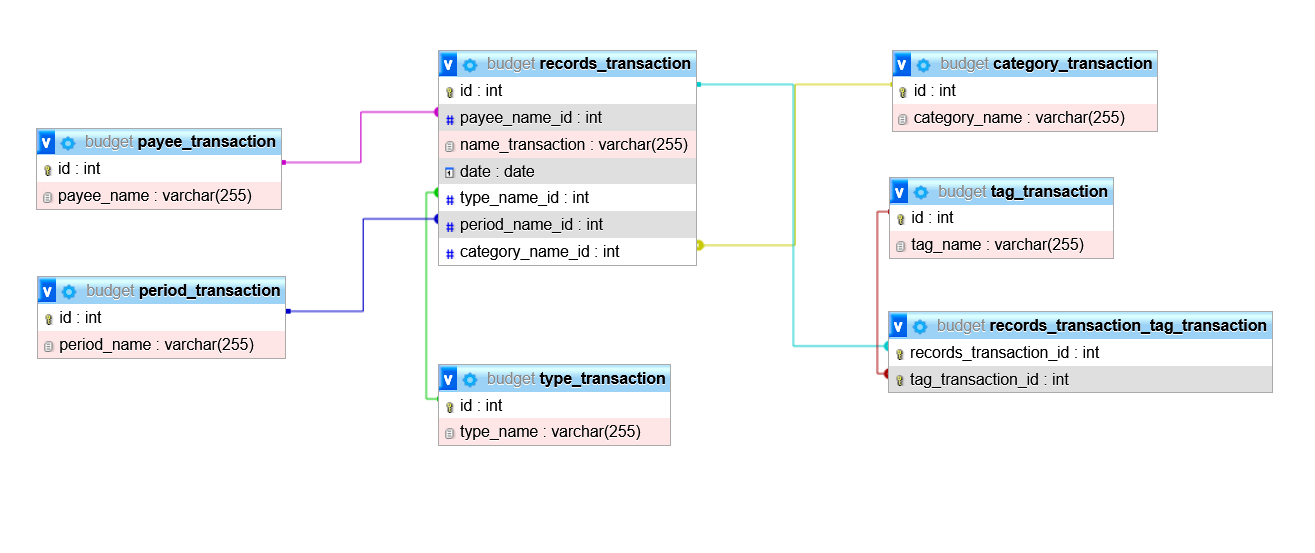 v budget records_transaction
id : int
payee_name_id : int
name_transaction : varchar(255)
date : date
type_name_id : int
period_name_id : int
category_name_id : int
v budget category_transaction
id : int
category_name : varchar(255)
v budget payee_transaction
id : int
payee_name : varchar(255)
v budget tag_transaction
id : int
tag_name : varchar(255)
v budget period_transaction
id : int
period_name : varchar(255)
v budget records_transaction_tag_transaction
records_transaction_id : int
tag_transaction_id : int
v budget type_transaction
id : int
type_name : varchar(255)